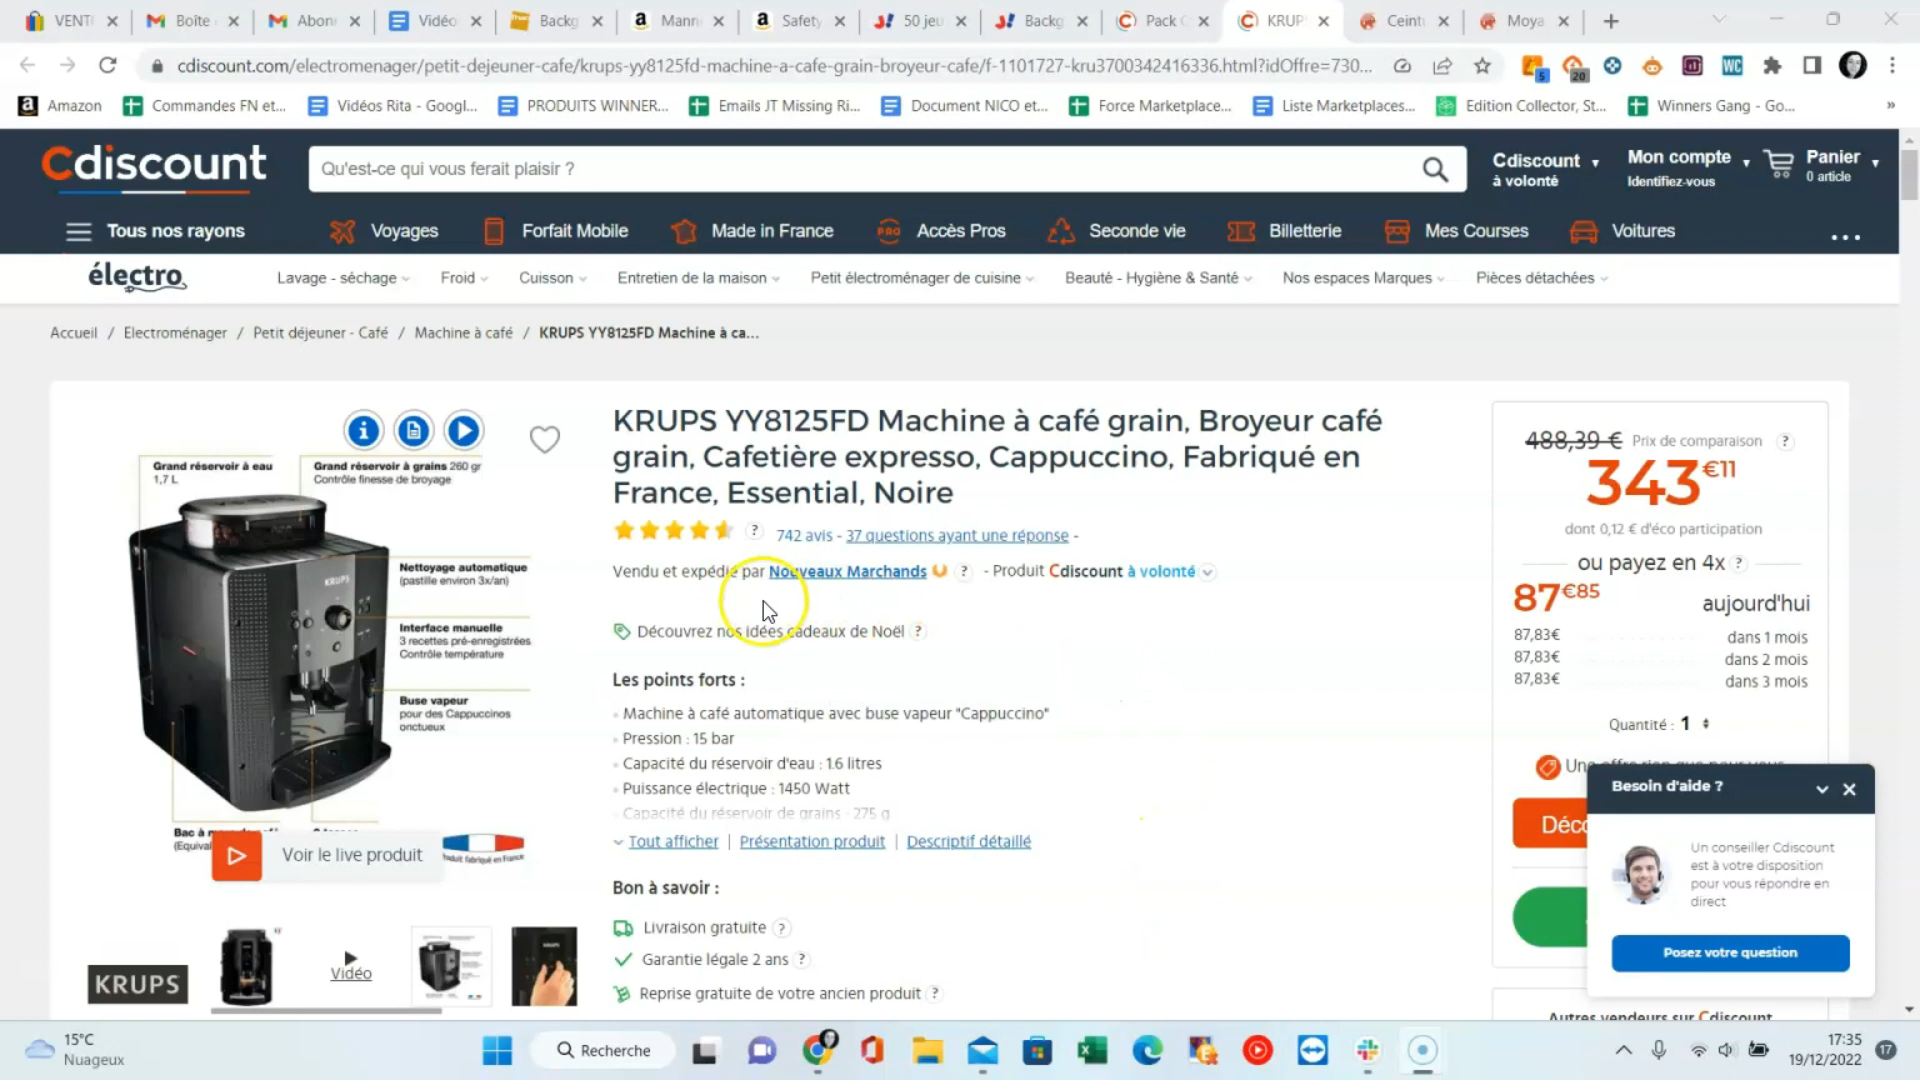 VENT
Boîte
Abon
Vidéo
Backg
Mann
Safety
50 jeu
Backg
Pack
KRUP
Ceint
Moya
cdiscount.com/electromenager/petit-dejeuner-cafe/krups-yy8125fd-machine-a-cafe-grain-broyeur-cafe/f-1101727-kru3700342416336.html?idOffre=730...
5
20
WC
Amazon
Commandes FN et...
Vidéos Rita - Googl...
PRODUITS WINNER...
Emails JT Missing Ri...
Document NICO et...
Force Marketplace...
Liste Marketplaces...
Edition Collector, St...
Winners Gang - Go...
Cdiscount
Qu'est-ce qui vous ferait plaisir ?
Cdiscount
à volonté
Mon compte
Identifiez-vous
Panier
0 article
Tous nos rayons
Voyages
Forfait Mobile
Made in France
PRO
Accès Pros
Seconde vie
Billetterie
Mes Courses
Voitures
électro
Lavage - séchage
Froid
Cuisson
Entretien de la maison
Petit électroménager de cuisine
Beauté - Hygiène & Santé
Nos espaces Marques
Pièces détachées
Accueil / Electroménager / Petit déjeuner - Café / Machine à café / KRUPS YY8125FD Machine à ca...
Grand réservoir à eau
1,7 L
Grand réservoir à grains 260 gr
Contrôle finesse de broyage
KRUPS
Nettoyage automatique
(pastille environ 3x/an)
Interface manuelle
3 recettes pré-enregistrées
Contrôle température
Buse vapeur
pour des Cappuccinos
onctueux
Bac à
(Equival
Voir le live produit
Produit fabriqué en France
KRUPS
Vidéo
KRUPS YY8125FD Machine à café grain, Broyeur café
grain, Cafetière expresso, Cappuccino, Fabriqué en
France, Essential, Noire
? 742 avis - 37 questions ayant une réponse -
Vendu et expédié par Nouveaux Marchands ? - Produit Cdiscount à volonté
Découvrez nos idées cadeaux de Noël ?
Les points forts :
Machine à café automatique avec buse vapeur "Cappuccino"
Pression : 15 bar
Capacité du réservoir d'eau : 1.6 litres
Puissance électrique : 1450 Watt
Capacité du réservoir de grains : 275 g
Tout afficher | Présentation produit | Descriptif détaillé
Bon à savoir :
Livraison gratuite ?
Garantie légale 2 ans ?
Reprise gratuite de votre ancien produit ?
488,39 € Prix de comparaison ?
343€11
dont 0,12 € d'éco participation
ou payez en 4x ?
87€85 aujourd'hui
87,83€ dans 1 mois
87,83€ dans 2 mois
87,83€ dans 3 mois
Quantité : 1
Une offre rien que pour vous
Déco
Besoin d'aide ?
Un conseiller Cdiscount
est à votre disposition
pour vous répondre en
direct
Posez votre question
Autres vendeurs sur Cdiscount
15°C
Nuageux
Recherche
17:35
19/12/2022
17